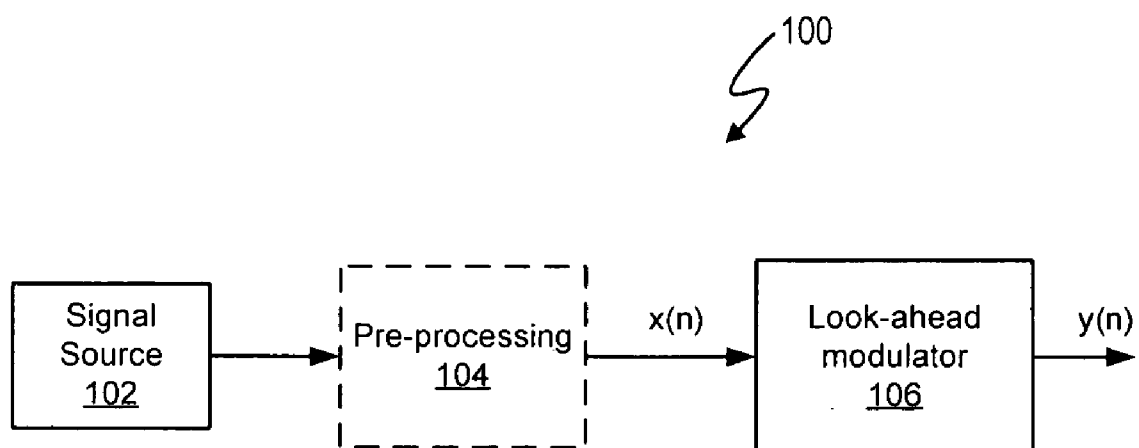 100
Signal
Source
102
Pre-processing
104
x(n)
Look-ahead
modulator
106
y(n)